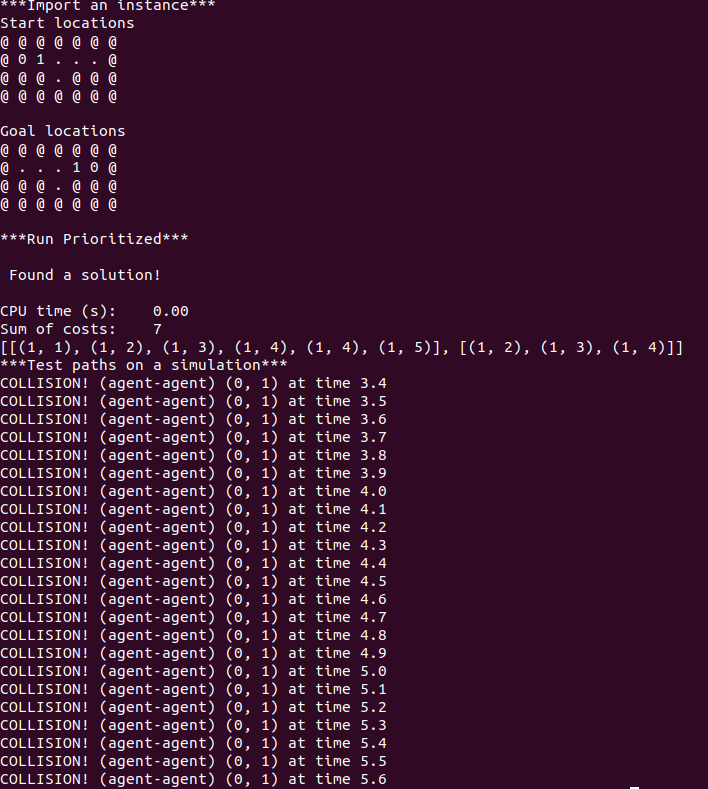 ***Import an instance***
Start locations
@ @ @ @ @ @ @
@ 0 1 . . . @
@ @ @ . @ @ @
@ @ @ @ @ @ @
Goal locations
@ @ @ @ @ @ @
@ . . . 1 0 @
@ @ @ . @ @ @
@ @ @ @ @ @ @
***Run Prioritized***
Found a solution!
CPU time (s):    0.00
Sum of costs:    7
[[(1, 1), (1, 2), (1, 3), (1, 4), (1, 4), (1, 5)], [(1, 2), (1, 3), (1, 4)]]
***Test paths on a simulation***
COLLISION! (agent-agent) (0, 1) at time 3.4
COLLISION! (agent-agent) (0, 1) at time 3.5
COLLISION! (agent-agent) (0, 1) at time 3.6
COLLISION! (agent-agent) (0, 1) at time 3.7
COLLISION! (agent-agent) (0, 1) at time 3.8
COLLISION! (agent-agent) (0, 1) at time 3.9
COLLISION! (agent-agent) (0, 1) at time 4.0
COLLISION! (agent-agent) (0, 1) at time 4.1
COLLISION! (agent-agent) (0, 1) at time 4.2
COLLISION! (agent-agent) (0, 1) at time 4.3
COLLISION! (agent-agent) (0, 1) at time 4.4
COLLISION! (agent-agent) (0, 1) at time 4.5
COLLISION! (agent-agent) (0, 1) at time 4.6
COLLISION! (agent-agent) (0, 1) at time 4.7
COLLISION! (agent-agent) (0, 1) at time 4.8
COLLISION! (agent-agent) (0, 1) at time 4.9
COLLISION! (agent-agent) (0, 1) at time 5.0
COLLISION! (agent-agent) (0, 1) at time 5.1
COLLISION! (agent-agent) (0, 1) at time 5.2
COLLISION! (agent-agent) (0, 1) at time 5.3
COLLISION! (agent-agent) (0, 1) at time 5.4
COLLISION! (agent-agent) (0, 1) at time 5.5
COLLISION! (agent-agent) (0, 1) at time 5.6